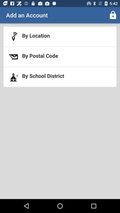 5:42
Add an Account
By Location
By Postal Code
By School District